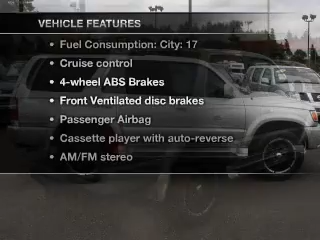 VEHICLE FEATURES
• Fuel Consumption: City: 17
• Cruise control
• 4-wheel ABS Brakes
• Front Ventilated disc brakes
• Passenger Airbag
• Cassette player with auto-reverse
• AM/FM stereo